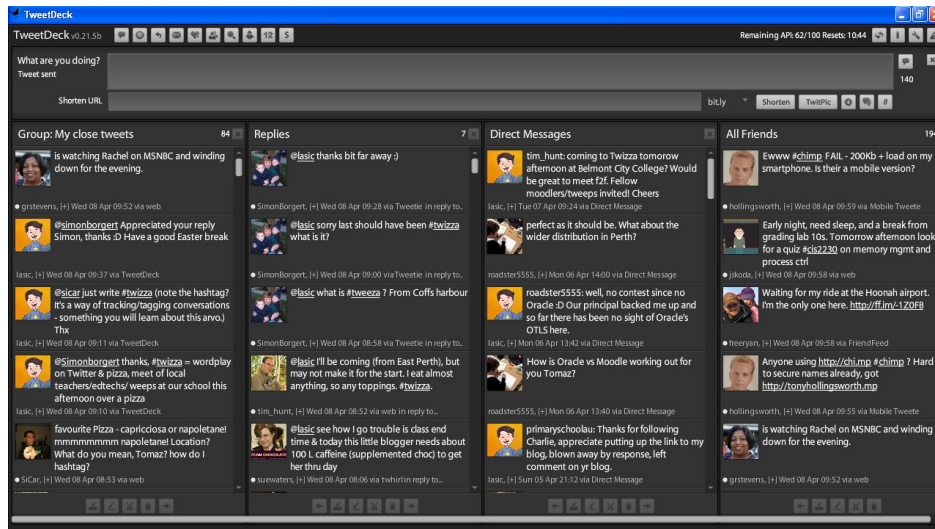 TweetDeck
TweetDeck v0.21.5b
12
S
Remaining API: 62/100 Resets: 10:44
What are you doing?
Tweet sent
140
Shorten URL
bit.ly
Shorten
TwitPic
#
Group: My close tweets 84
is watching Rachel on MSNBC and winding
down for the evening.
grstevens, [+] Wed 08 Apr 09:52 via web
@simonborgert Appreciated your reply
Simon, thanks :D Have a good Easter break
lasic, [+] Wed 08 Apr 09:37 via TweetDeck
@sicar just write #twizza (note the hashtag?
It's a way of tracking/tagging conversations
- something you will learn about this arvo.)
Thx
lasic, [+] Wed 08 Apr 09:11 via TweetDeck
@Simonborgert thanks, #twizza = wordplay
on Twitter & pizza, meet of local
teachers/edtechs/ weeps at our school this
afternoon over a pizza
lasic, [+] Wed 08 Apr 09:10 via TweetDeck
favourite Pizza - capricciosa or napoletane!
mmmmmmmm napoletane! Location?
What do you mean, Tomaz? how do I
hashtag?
SiCar, [+] Wed 08 Apr 08:53 via web
Replies 7
@lasic thanks bit far away :)
SimonBorgert, [+] Wed 08 Apr 09:28 via Tweetie in reply to..
@lasic sorry last should have been #twizza
what is it?
SimonBorgert, [+] Wed 08 Apr 09:00 via Tweetie in reply to..
@lasic what is #tweeza ? From Coffs harbour
SimonBorgert, [+] Wed 08 Apr 08:58 via Tweetie in reply to..
@lasic I'll be coming (from East Perth), but
may not make it for the start. I eat almost
anything, so any toppings. #twizza.
tim_hunt, [+] Wed 08 Apr 08:52 via web in reply to...
TEAM CHOCOLATE
@lasic see how I go trouble is class end
time & today this little blogger needs about
100 L caffeine (supplemented choc) to get
her thru day
suewaters, [+] Wed 08 Apr 08:06 via twhirl in reply to...
Direct Messages
tim_hunt: coming to Twizza tomorow
afternoon at Belmont City College? Would
be great to meet f2f. Fellow
moodlers/tweeps invited! Cheers
lasic, [+] Tue 07 Apr 09:24 via Direct Message
perfect as it should be. What about the
wider distribution in Perth?
roadster5555, [+] Mon 06 Apr 14:00 via Direct Message
roadster5555: well, no contest since no
Oracle :D Our principal backed me up and
so far there has been no sight of Oracle's
OTLS here.
lasic, [+] Mon 06 Apr 13:42 via Direct Message
How is Oracle vs Moodle working out for
you Tomaz?
roadster5555, [+] Mon 06 Apr 13:40 via Direct Message
primaryschoolau: Thanks for following
Charlie, appreciate putting up the link to my
blog, blown away by response, left
comment on yr blog.
lasic, [+] Sun 05 Apr 21:12 via Direct Message
All Friends 194
Ewww #chimp FAIL - 200Kb + load on my
smartphone. Is their a mobile version?
hollingsworth, [+] Wed 08 Apr 09:59 via Mobile Tweete
Early night, need sleep, and a break from
grading lab 10s. Tomorrow afternoon look
for a quiz #cis2230 on memory mgmt and
process ctrl
jskoda, [+] Wed 08 Apr 09:58 via web
Waiting for my ride at the Hoonah airport.
I'm the only one here. http://ff.im/-1ZOF8
freeryan, [+] Wed 08 Apr 09:58 via FriendFeed
Anyone using http://chi.mp #chimp ? Hard
to secure names already, got
http://tonyhollingsworth.mp
hollingsworth, [+] Wed 08 Apr 09:55 via Mobile Tweete
is watching Rachel on MSNBC and winding
down for the evening.
grstevens, [+] Wed 08 Apr 09:52 via web